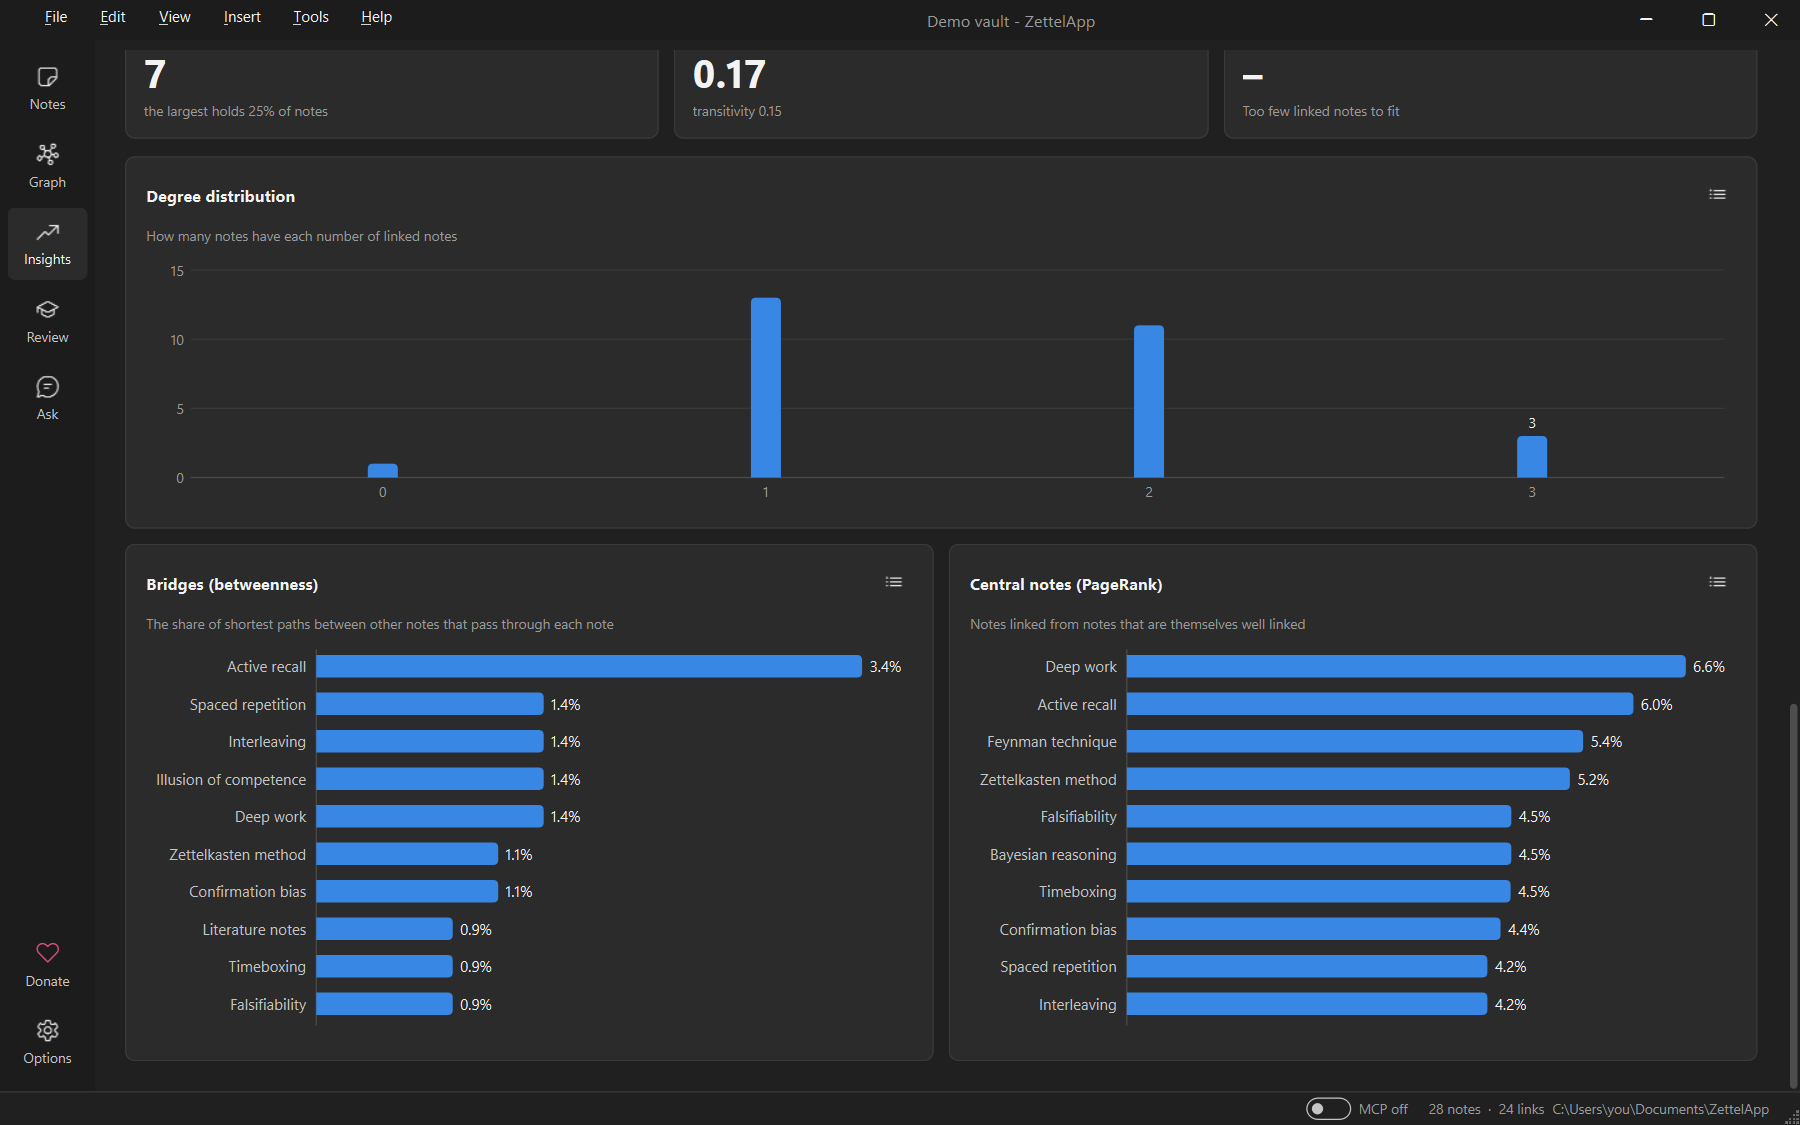 File Edit View Insert Tools Help
Demo vault - ZettelApp
Notes
Graph
Insights
Review
Ask
Donate
Options
7
the largest holds 25% of notes
0.17
transitivity 0.15
–
Too few linked notes to fit
Degree distribution
How many notes have each number of linked notes
15
10
5
0
3
0 1 2 3
Bridges (betweenness)
The share of shortest paths between other notes that pass through each note
Active recall 3.4%
Spaced repetition 1.4%
Interleaving 1.4%
Illusion of competence 1.4%
Deep work 1.4%
Zettelkasten method 1.1%
Confirmation bias 1.1%
Literature notes 0.9%
Timeboxing 0.9%
Falsifiability 0.9%
Central notes (PageRank)
Notes linked from notes that are themselves well linked
Deep work 6.6%
Active recall 6.0%
Feynman technique 5.4%
Zettelkasten method 5.2%
Falsifiability 4.5%
Bayesian reasoning 4.5%
Timeboxing 4.5%
Confirmation bias 4.4%
Spaced repetition 4.2%
Interleaving 4.2%
MCP off 28 notes · 24 links C:\Users\you\Documents\ZettelApp